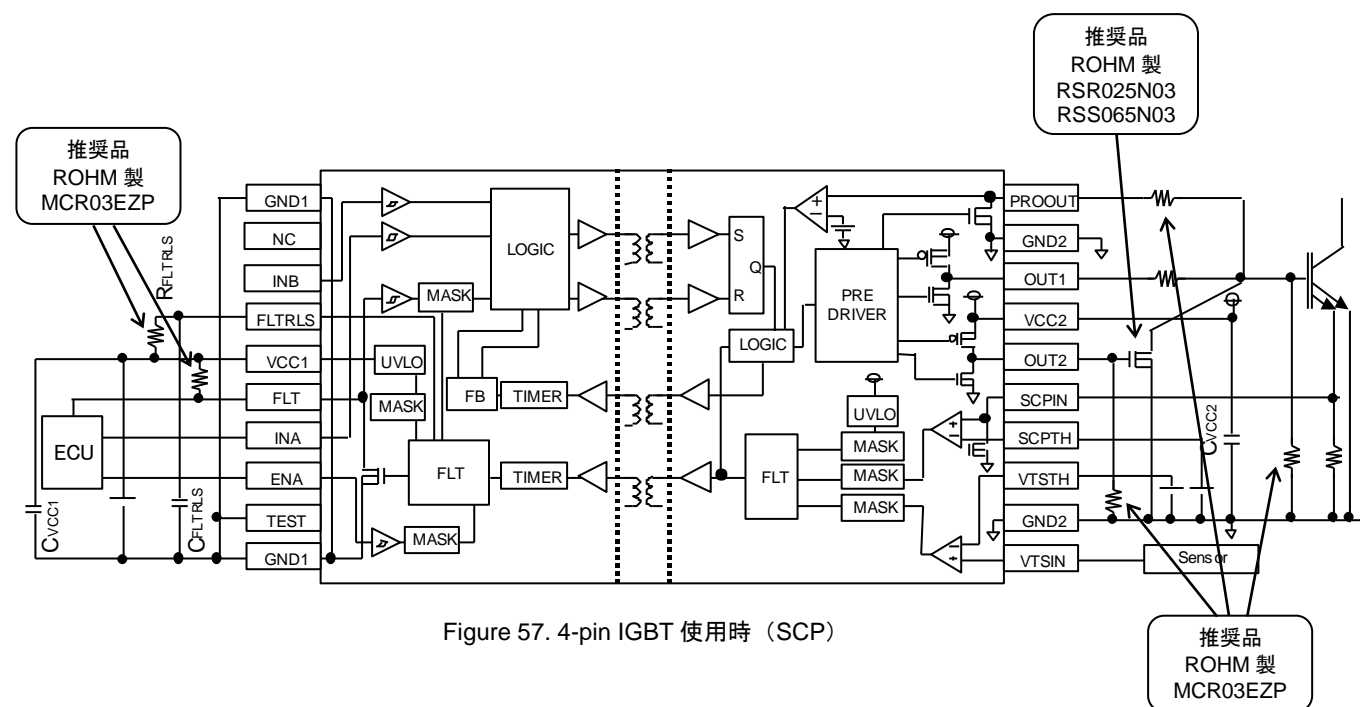 推奨品
ROHM 製
RSR025N03
RSS065N03
推奨品
ROHM 製
MCR03EZP
GND1
NC
INB
FLTRLS
VCC1
FLT
INA
ENA
TEST
GND1
RFLTRLS
ECU
CVCC1
CFLTRLS
LOGIC
MASK
UVLO
MASK
FB
TIMER
FLT
TIMER
MASK
S
Q
R
LOGIC
PRE
DRIVER
UVLO
MASK
FLT
MASK
MASK
PROOUT
GND2
OUT1
VCC2
OUT2
SCPIN
SCPTH
VTSTH
GND2
VTSIN
CVCC2
Sensor
Figure 57. 4-pin IGBT 使用時（SCP）
推奨品
ROHM 製
MCR03EZP